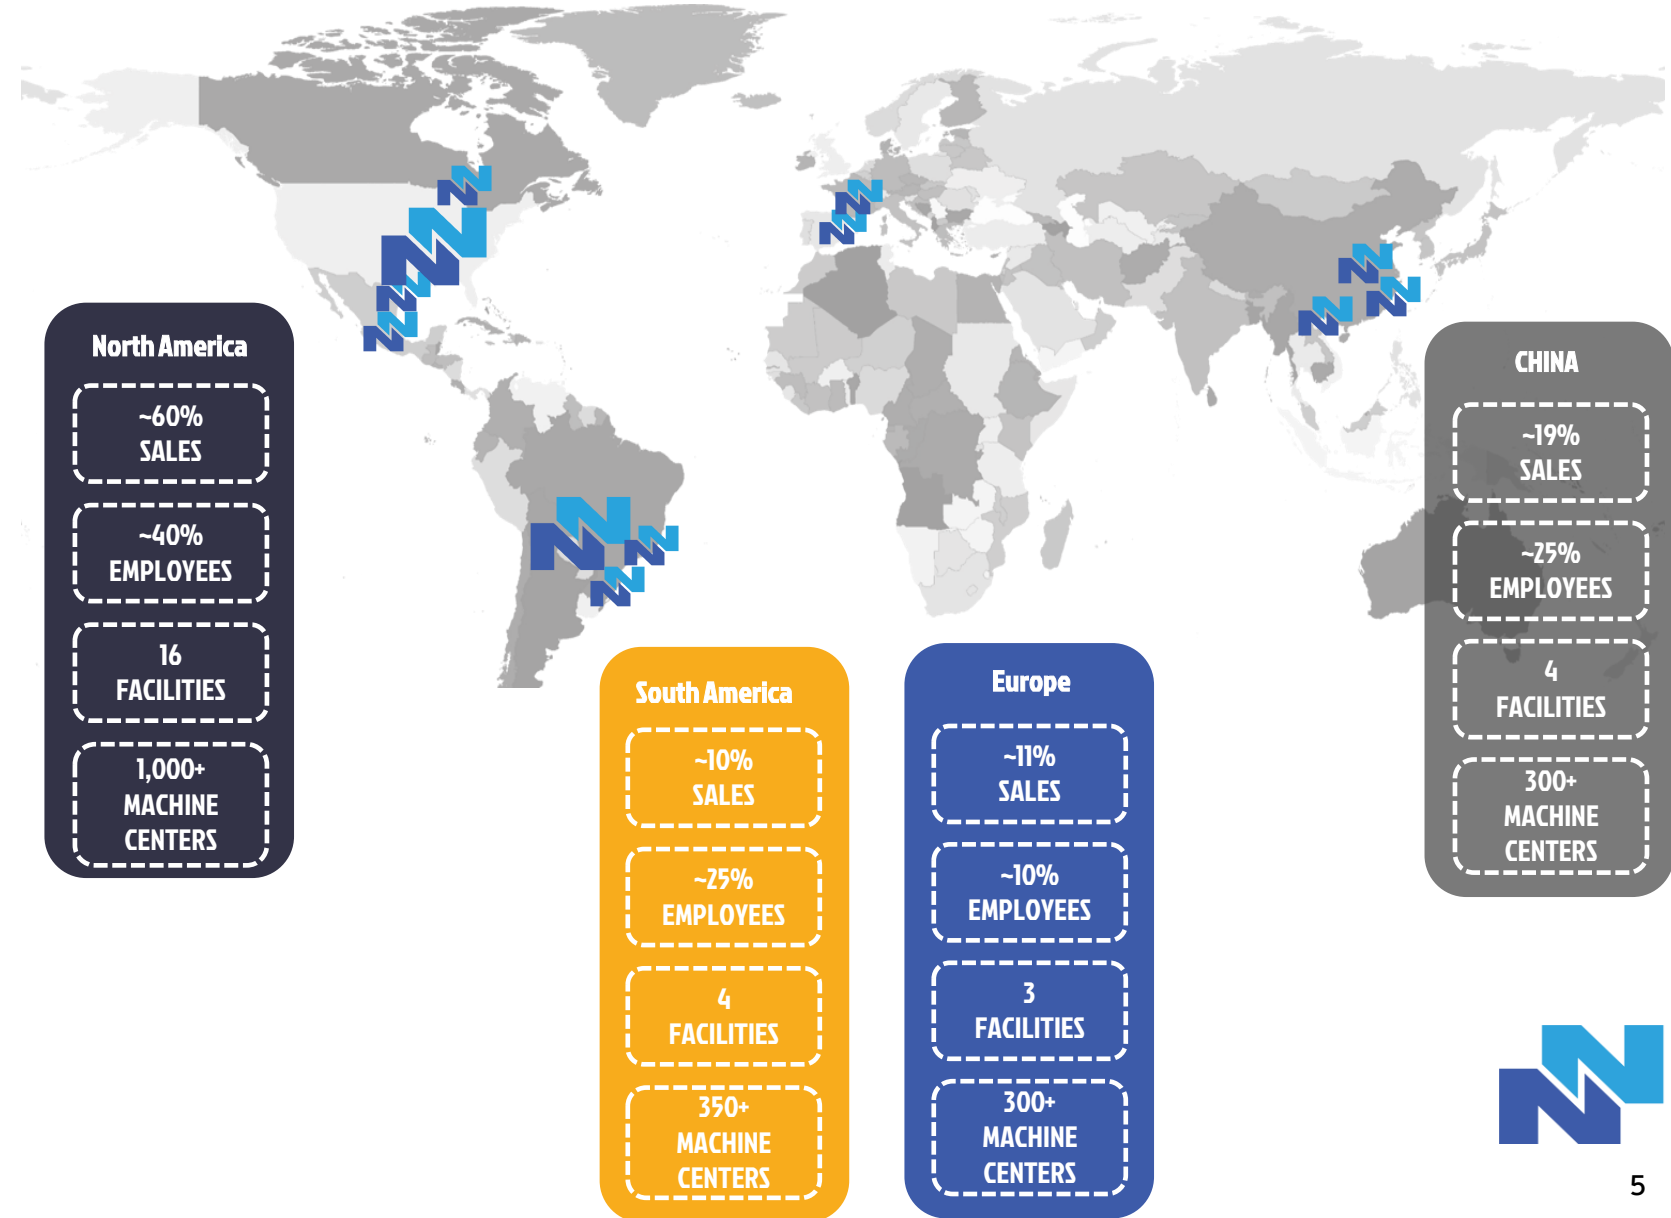 North America
~60%
SALES
~40%
EMPLOYEES
16
FACILITIES
1,000+
MACHINE
CENTERS
South America
~10%
SALES
~25%
EMPLOYEES
4
FACILITIES
350+
MACHINE
CENTERS
Europe
~11%
SALES
~10%
EMPLOYEES
3
FACILITIES
300+
MACHINE
CENTERS
CHINA
~19%
SALES
~25%
EMPLOYEES
4
FACILITIES
300+
MACHINE
CENTERS
NN
5